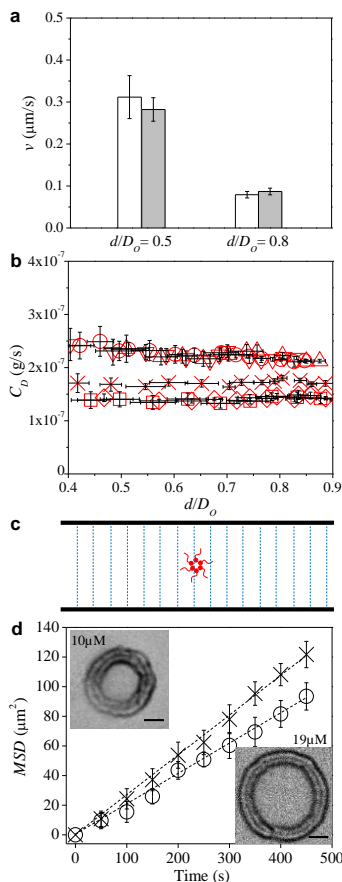 a
0.5
0.4
0.3
0.2
0.1
0.0
v (µm/s)
d/Dₒ= 0.5 d/Dₒ= 0.8
b
4x10⁻⁷
3x10⁻⁷
2x10⁻⁷
1x10⁻⁷
0
C_D (g/s)
0.4 0.5 0.6 0.7 0.8 0.9
d/Dₒ
c
d
140
120
100
80
60
40
20
0
MSD (µm²)
10µM
19µM
0 100 200 300 400 500
Time (s)